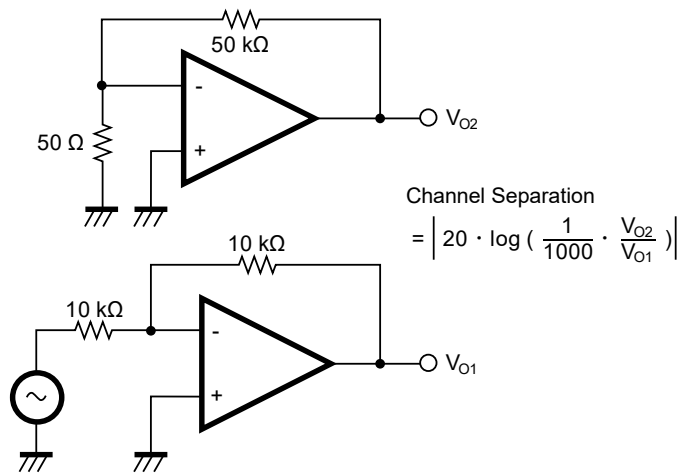 50 kΩ
-
50 Ω
+
V_O2
Channel Separation
= | 20 · log ( 1/1000 · V_O2/V_O1 ) |
10 kΩ
10 kΩ
-
+
V_O1